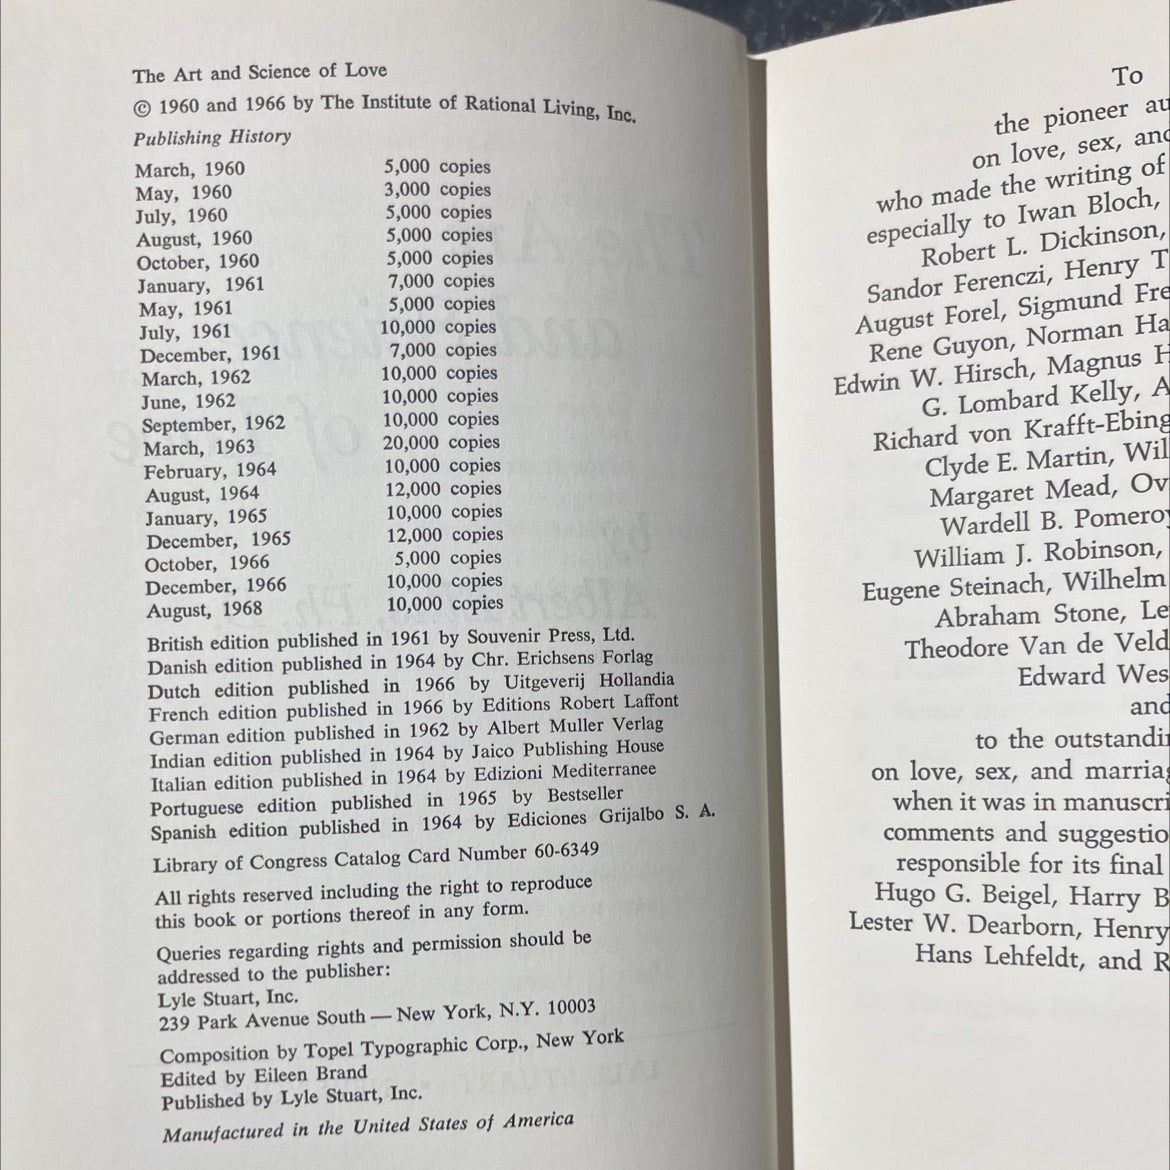 The Art and Science of Love
© 1960 and 1966 by The Institute of Rational Living, Inc.
Publishing History
March, 1960 5,000 copies
May, 1960 3,000 copies
July, 1960 5,000 copies
August, 1960 5,000 copies
October, 1960 5,000 copies
January, 1961 7,000 copies
May, 1961 5,000 copies
July, 1961 10,000 copies
December, 1961 7,000 copies
March, 1962 10,000 copies
June, 1962 10,000 copies
September, 1962 10,000 copies
March, 1963 20,000 copies
February, 1964 10,000 copies
August, 1964 12,000 copies
January, 1965 10,000 copies
December, 1965 12,000 copies
October, 1966 5,000 copies
December, 1966 10,000 copies
August, 1968 10,000 copies
British edition published in 1961 by Souvenir Press, Ltd.
Danish edition published in 1964 by Chr. Erichsens Forlag
Dutch edition published in 1966 by Uitgeverij Hollandia
French edition published in 1966 by Editions Robert Laffont
German edition published in 1962 by Albert Muller Verlag
Indian edition published in 1964 by Jaico Publishing House
Italian edition published in 1964 by Edizioni Mediterranee
Portuguese edition published in 1965 by Bestseller
Spanish edition published in 1964 by Ediciones Grijalbo S. A.
Library of Congress Catalog Card Number 60-6349
All rights reserved including the right to reproduce
this book or portions thereof in any form.
Queries regarding rights and permission should be
addressed to the publisher:
Lyle Stuart, Inc.
239 Park Avenue South — New York, N.Y. 10003
Composition by Topel Typographic Corp., New York
Edited by Eileen Brand
Published by Lyle Stuart, Inc.
Manufactured in the United States of America
To
the pioneer au
on love, sex, and
who made the writing of
especially to Iwan Bloch,
Robert L. Dickinson,
Sandor Ferenczi, Henry T
August Forel, Sigmund Fre
Rene Guyon, Norman Ha
Edwin W. Hirsch, Magnus H
G. Lombard Kelly, A
Richard von Krafft-Ebing
Clyde E. Martin, Wil
Margaret Mead, Ov
Wardell B. Pomeroy
William J. Robinson,
Eugene Steinach, Wilhelm
Abraham Stone, Le
Theodore Van de Veld
Edward Wes
and
to the outstandin
on love, sex, and marriag
when it was in manuscri
comments and suggestio
responsible for its final
Hugo G. Beigel, Harry B
Lester W. Dearborn, Henry
Hans Lehfeldt, and R